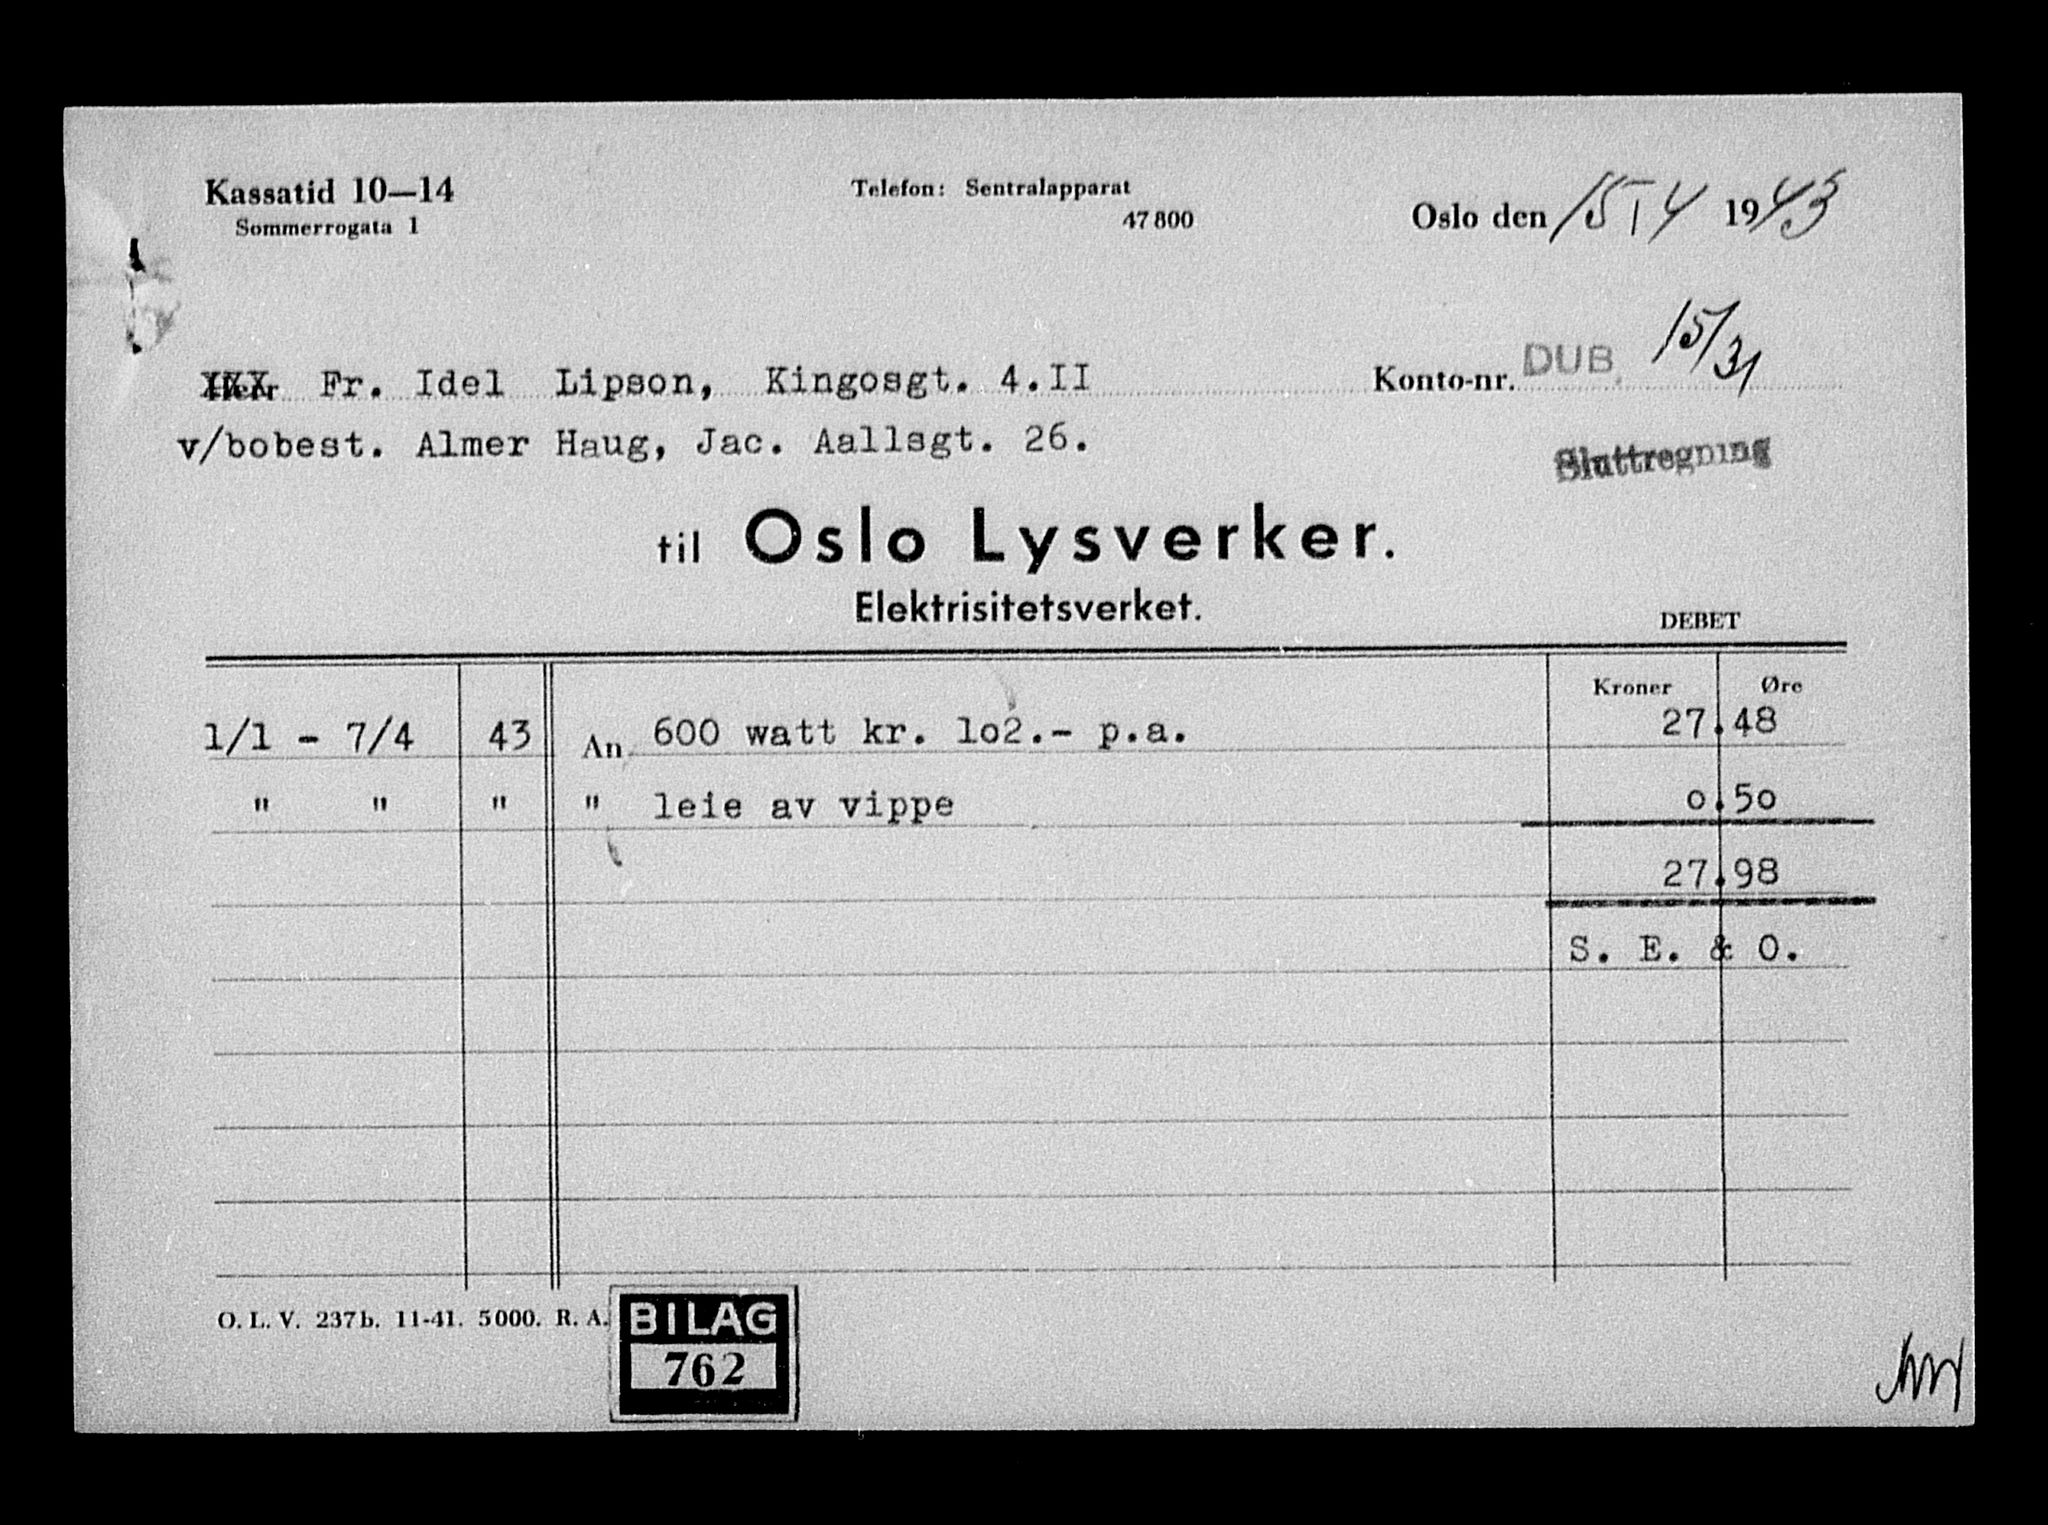 Kassatid 10—14
Sommerrogata 1
Telefon: Sentralapparat
47800
Oslo den 15/4 1943
Herr Fr. Idel Lipson, Kingosgt. 4.II
Konto-nr. DUB. 15/31
v/bobest. Almer Haug, Jac. Aallsgt. 26.
Sluttregning
til Oslo Lysverker.
Elektrisitetsverket.
DEBET
Kroner Øre
1/1 - 7/4 43 An 600 watt kr. 1o2.- p.a. 27.48
" " " " leie av vippe o.5o
27.98
S. E. & O.
O. L. V. 237b. 11-41. 5000. R. A.
BILAG
762